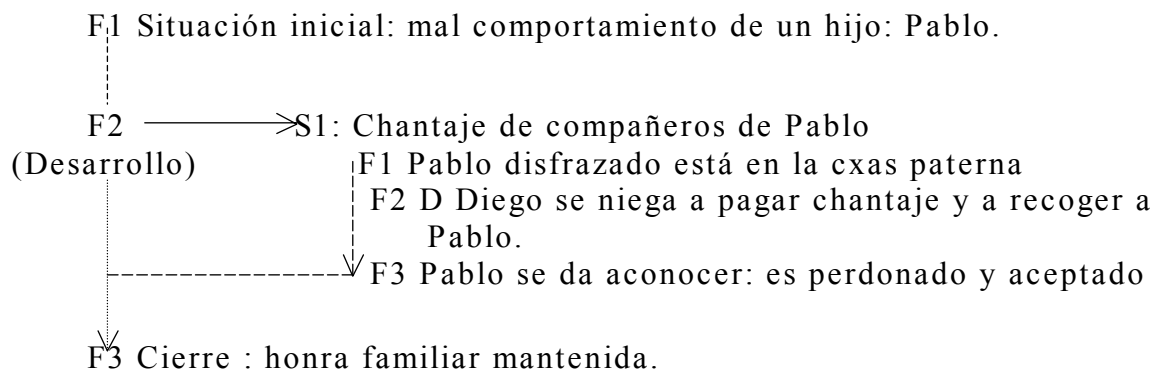 F1 Situación inicial: mal comportamiento de un hijo: Pablo.
F2 S1: Chantaje de compañeros de Pablo
(Desarrollo) F1 Pablo disfrazado está en la cxas paterna
F2 D Diego se niega a pagar chantaje y a recoger a
Pablo.
F3 Pablo se da aconocer: es perdonado y aceptado
F3 Cierre : honra familiar mantenida.